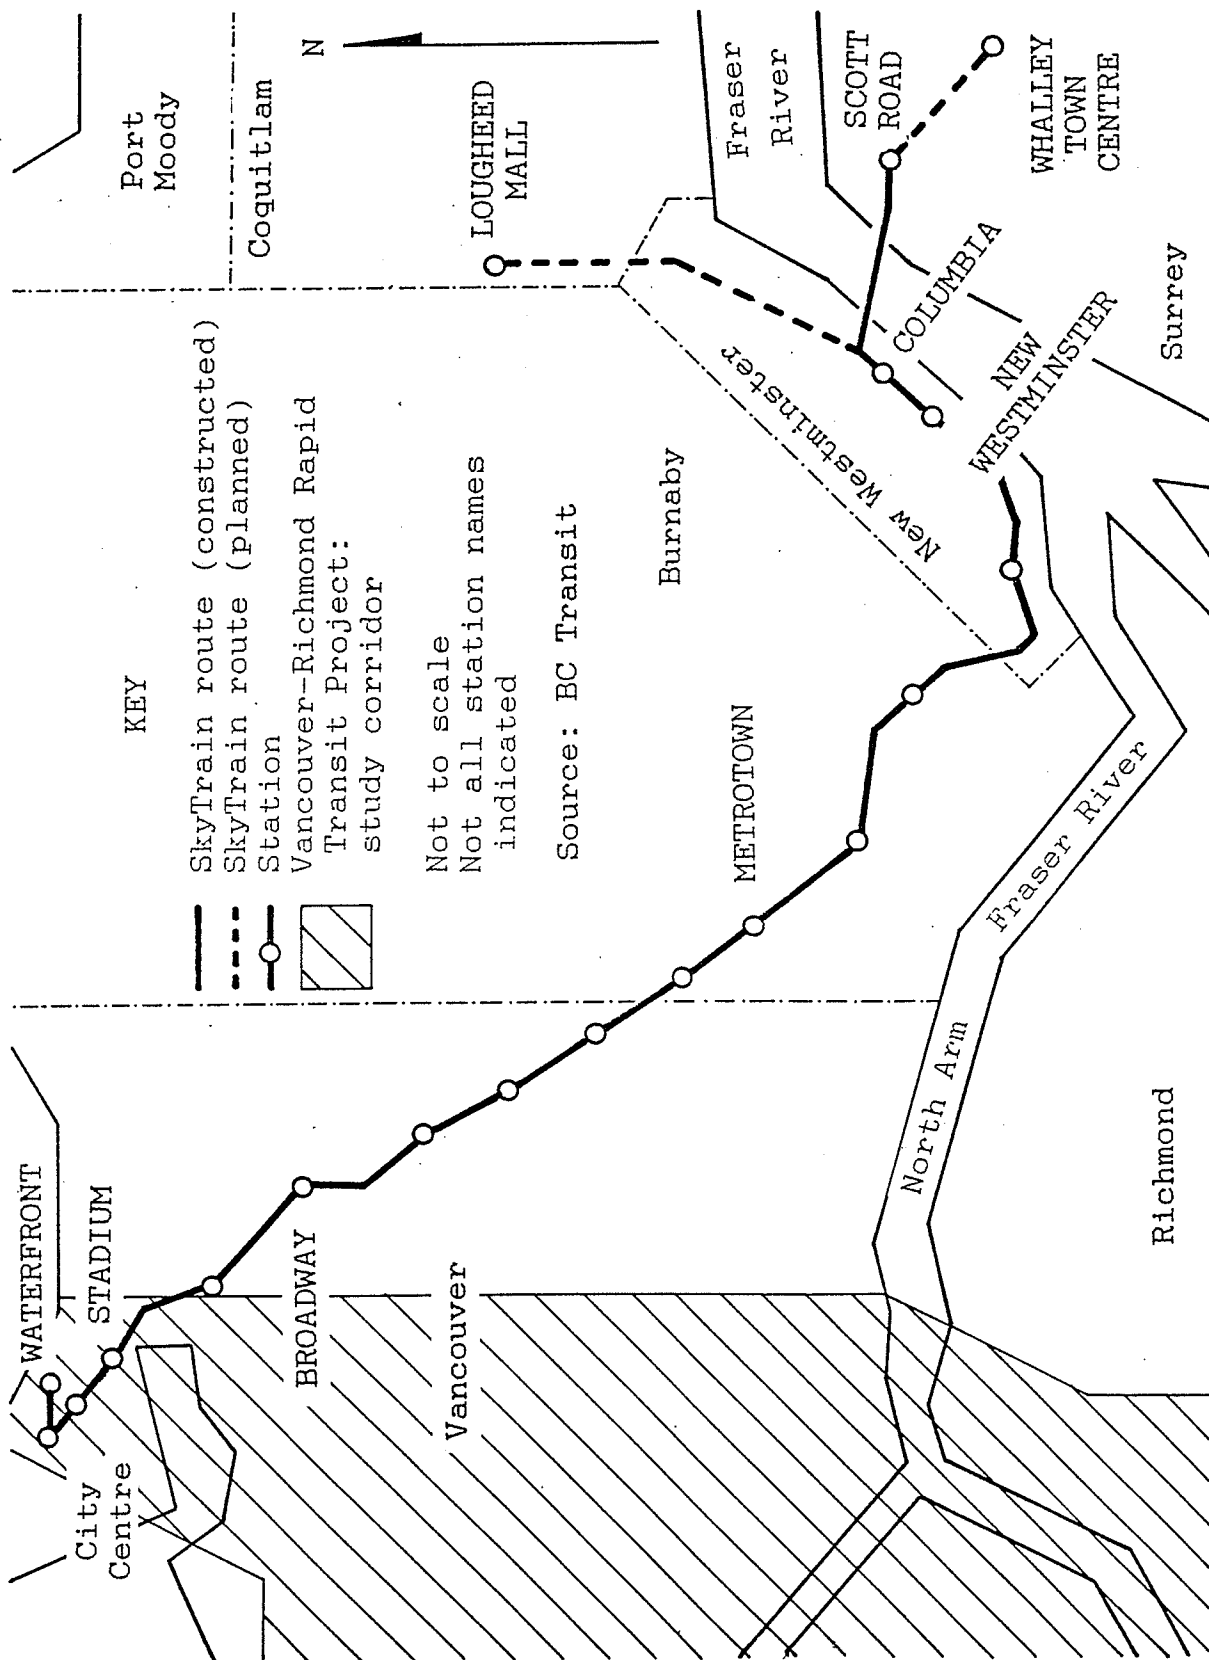 Port
Moody
Coquitlam
N
LOUGHEED
MALL
Fraser
River
SCOTT
ROAD
WHALLEY
TOWN
CENTRE
KEY
SkyTrain route (constructed)
SkyTrain route (planned)
Station
Vancouver-Richmond Rapid
Transit Project:
study corridor
Not to scale
Not all station names
indicated
Source: BC Transit
Burnaby
New Westminster
COLUMBIA
NEW
WESTMINSTER
Surrey
METROTOWN
WATERFRONT
STADIUM
BROADWAY
Vancouver
City
Centre
North Arm
Fraser River
Richmond